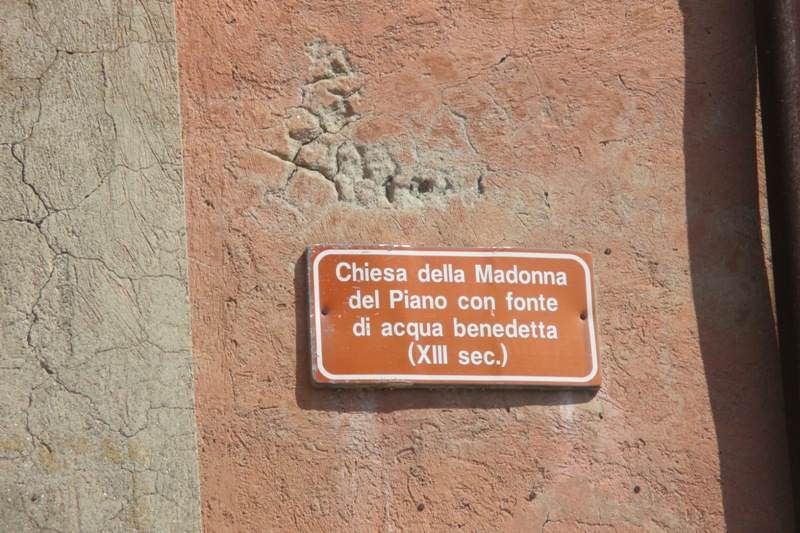 Chiesa della Madonna
del Piano con fonte
di acqua benedetta
(XIII sec.)